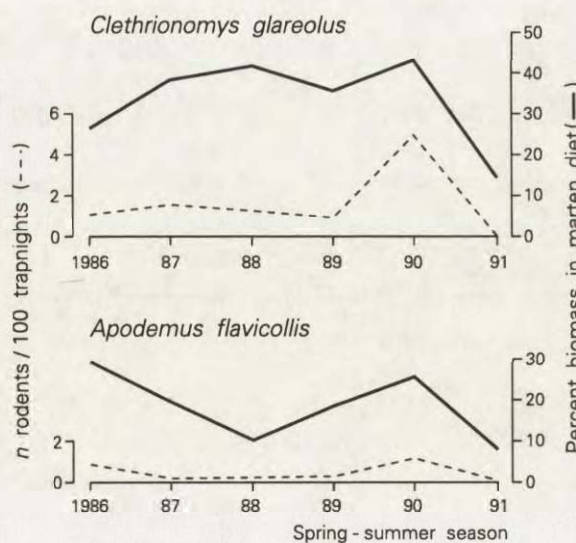 Clethrionomys glareolus
50
40
30
20
10
0
6
4
2
0
1986 87 88 89 90 91
Apodemus flavicollis
30
20
10
0
2
0
1986 87 88 89 90 91
Spring - summer season
n rodents / 100 trapnights (---)
Percent biomass in marten diet (—)